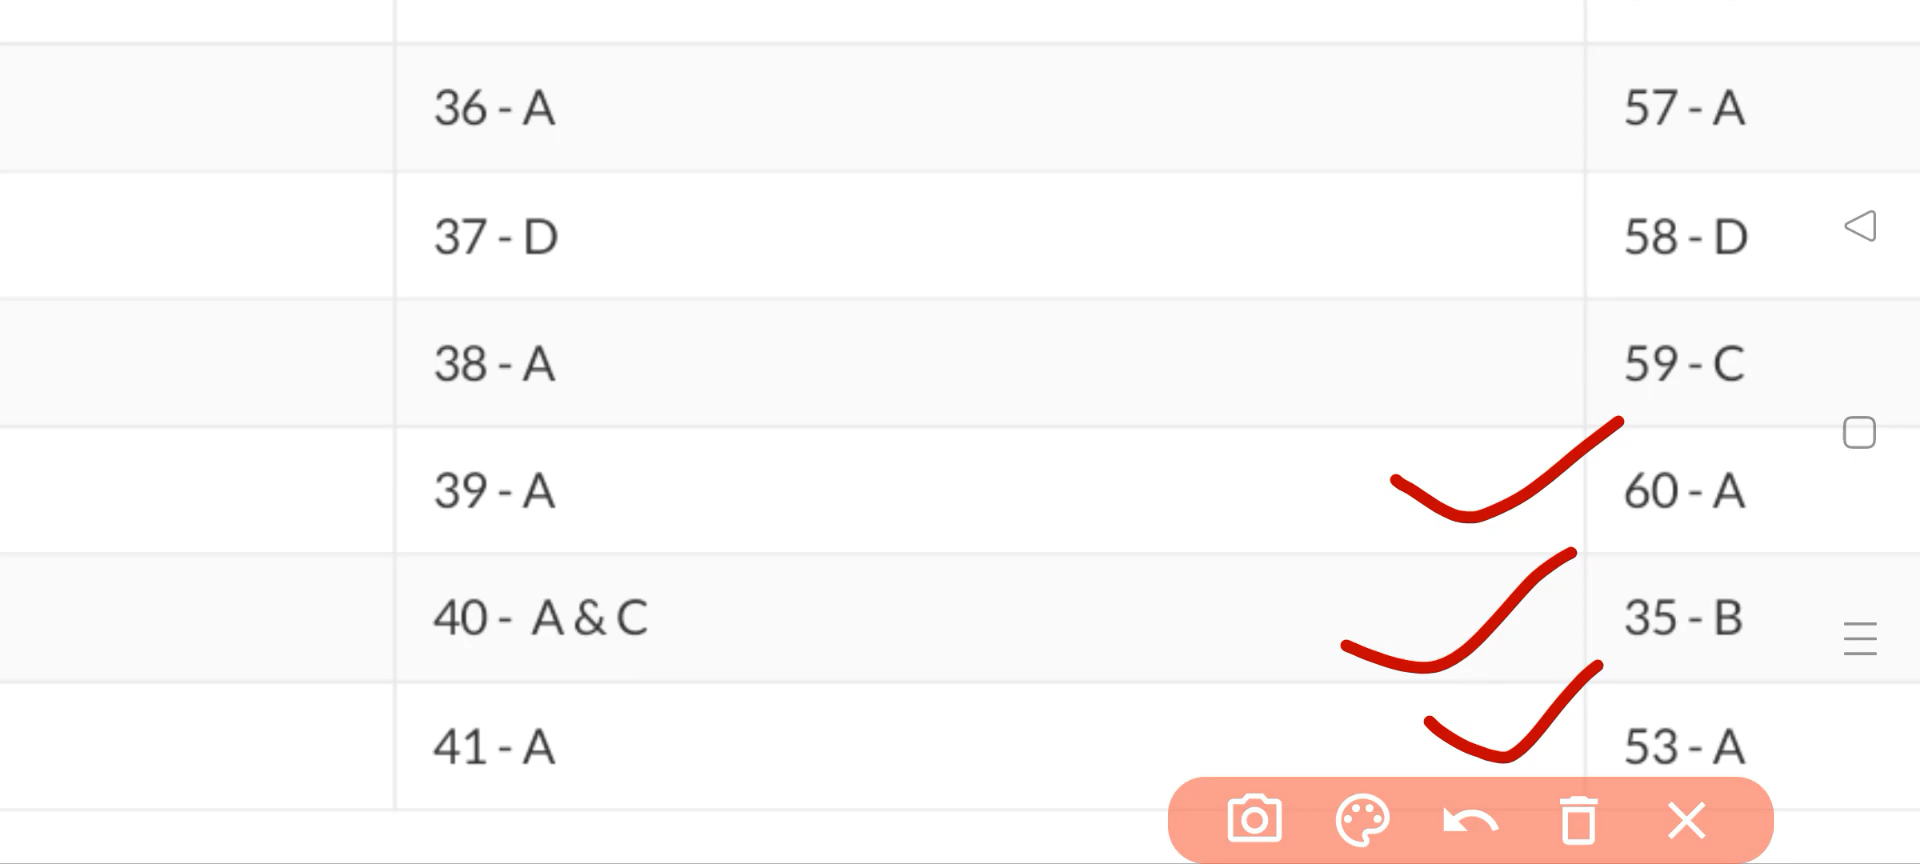 36 - A
57 - A
37 - D
58 - D
38 - A
59 - C
39 - A
60 - A
40 - A & C
35 - B
41 - A
53 - A